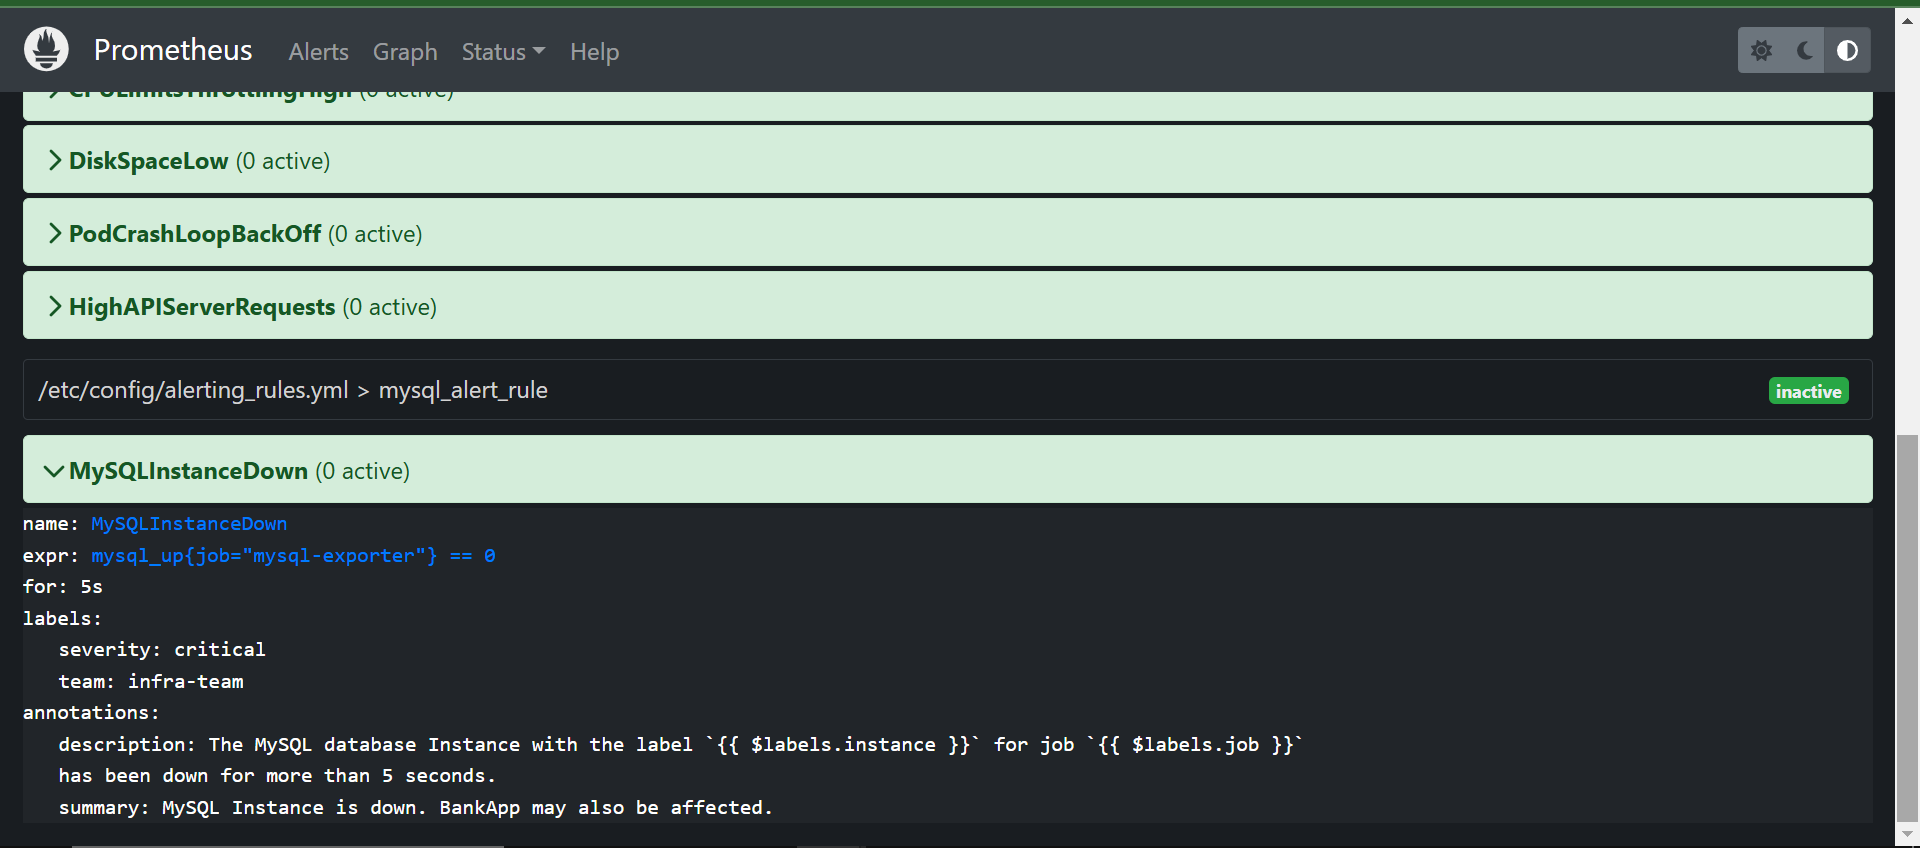 Prometheus Alerts Graph Status Help
CPULimitsThrottlingHigh (0 active)
DiskSpaceLow (0 active)
PodCrashLoopBackOff (0 active)
HighAPIServerRequests (0 active)
/etc/config/alerting_rules.yml > mysql_alert_rule inactive
MySQLInstanceDown (0 active)
name: MySQLInstanceDown
expr: mysql_up{job="mysql-exporter"} == 0
for: 5s
labels:
severity: critical
team: infra-team
annotations:
description: The MySQL database Instance with the label `{{ $labels.instance }}` for job `{{ $labels.job }}`
has been down for more than 5 seconds.
summary: MySQL Instance is down. BankApp may also be affected.